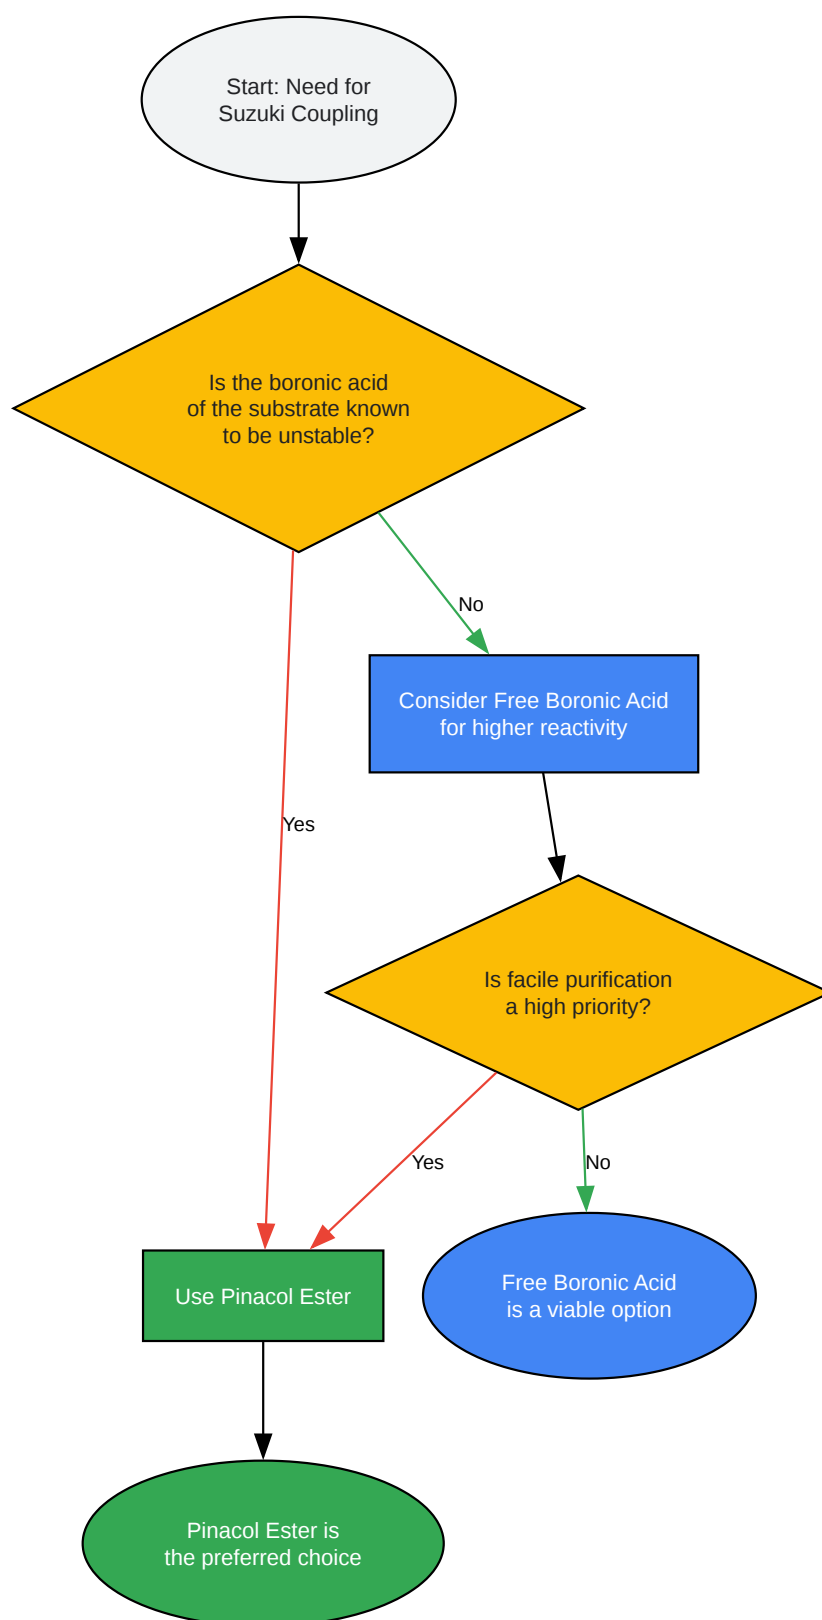 Start: Need for
Suzuki Coupling
Is the boronic acid
of the substrate known
to be unstable?
No
Consider Free Boronic Acid
for higher reactivity
Yes
Is facile purification
a high priority?
Yes
No
Use Pinacol Ester
Free Boronic Acid
is a viable option
Pinacol Ester is
the preferred choice